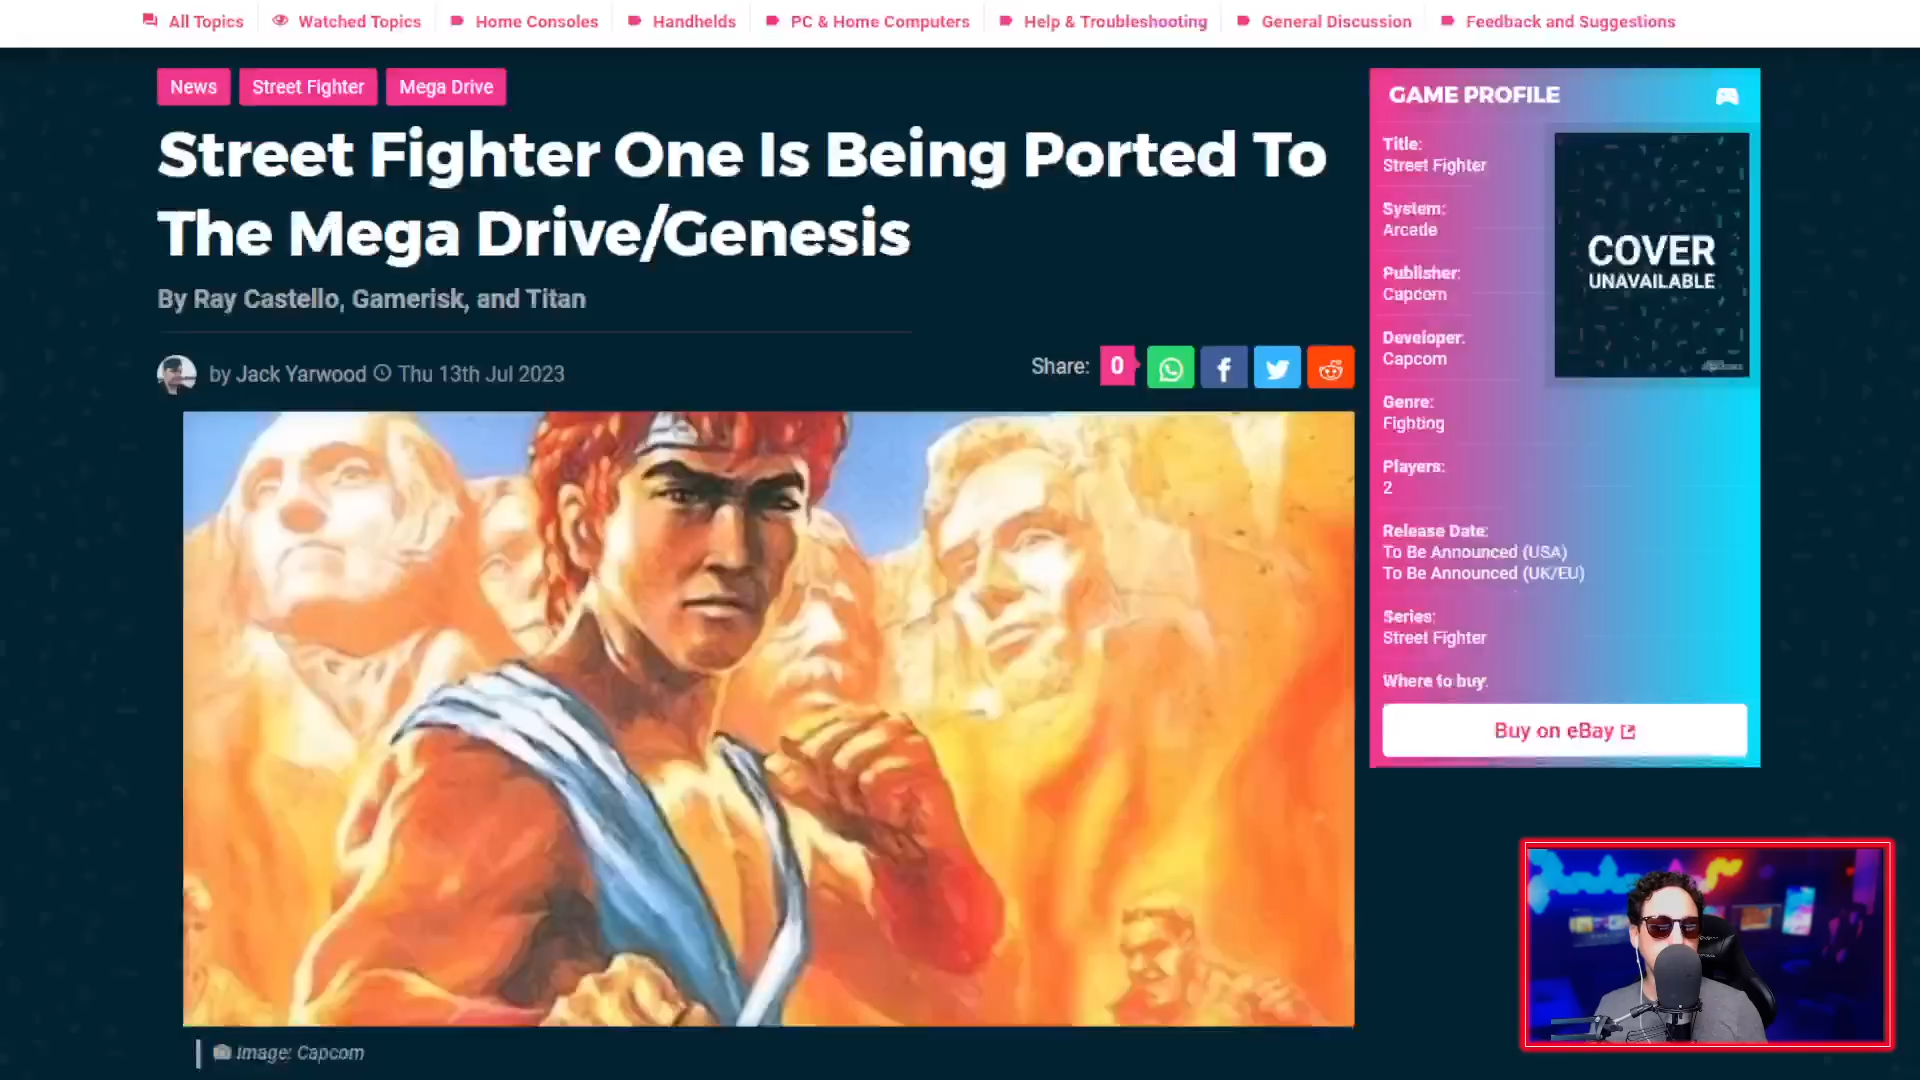 All Topics
Watched Topics
Home Consoles
Handhelds
PC & Home Computers
Help & Troubleshooting
General Discussion
Feedback and Suggestions
News
Street Fighter
Mega Drive
Street Fighter One Is Being Ported To
The Mega Drive/Genesis
By Ray Castello, Gamerisk, and Titan
by Jack Yarwood Thu 13th Jul 2023
Share: 0
Image: Capcom
GAME PROFILE
Title:
Street Fighter
System:
Arcade
Publisher:
Capcom
Developer:
Capcom
Genre:
Fighting
Players:
2
Release Date:
To Be Announced (USA)
To Be Announced (UK/EU)
Series:
Street Fighter
Where to buy:
Buy on eBay
COVER
UNAVAILABLE